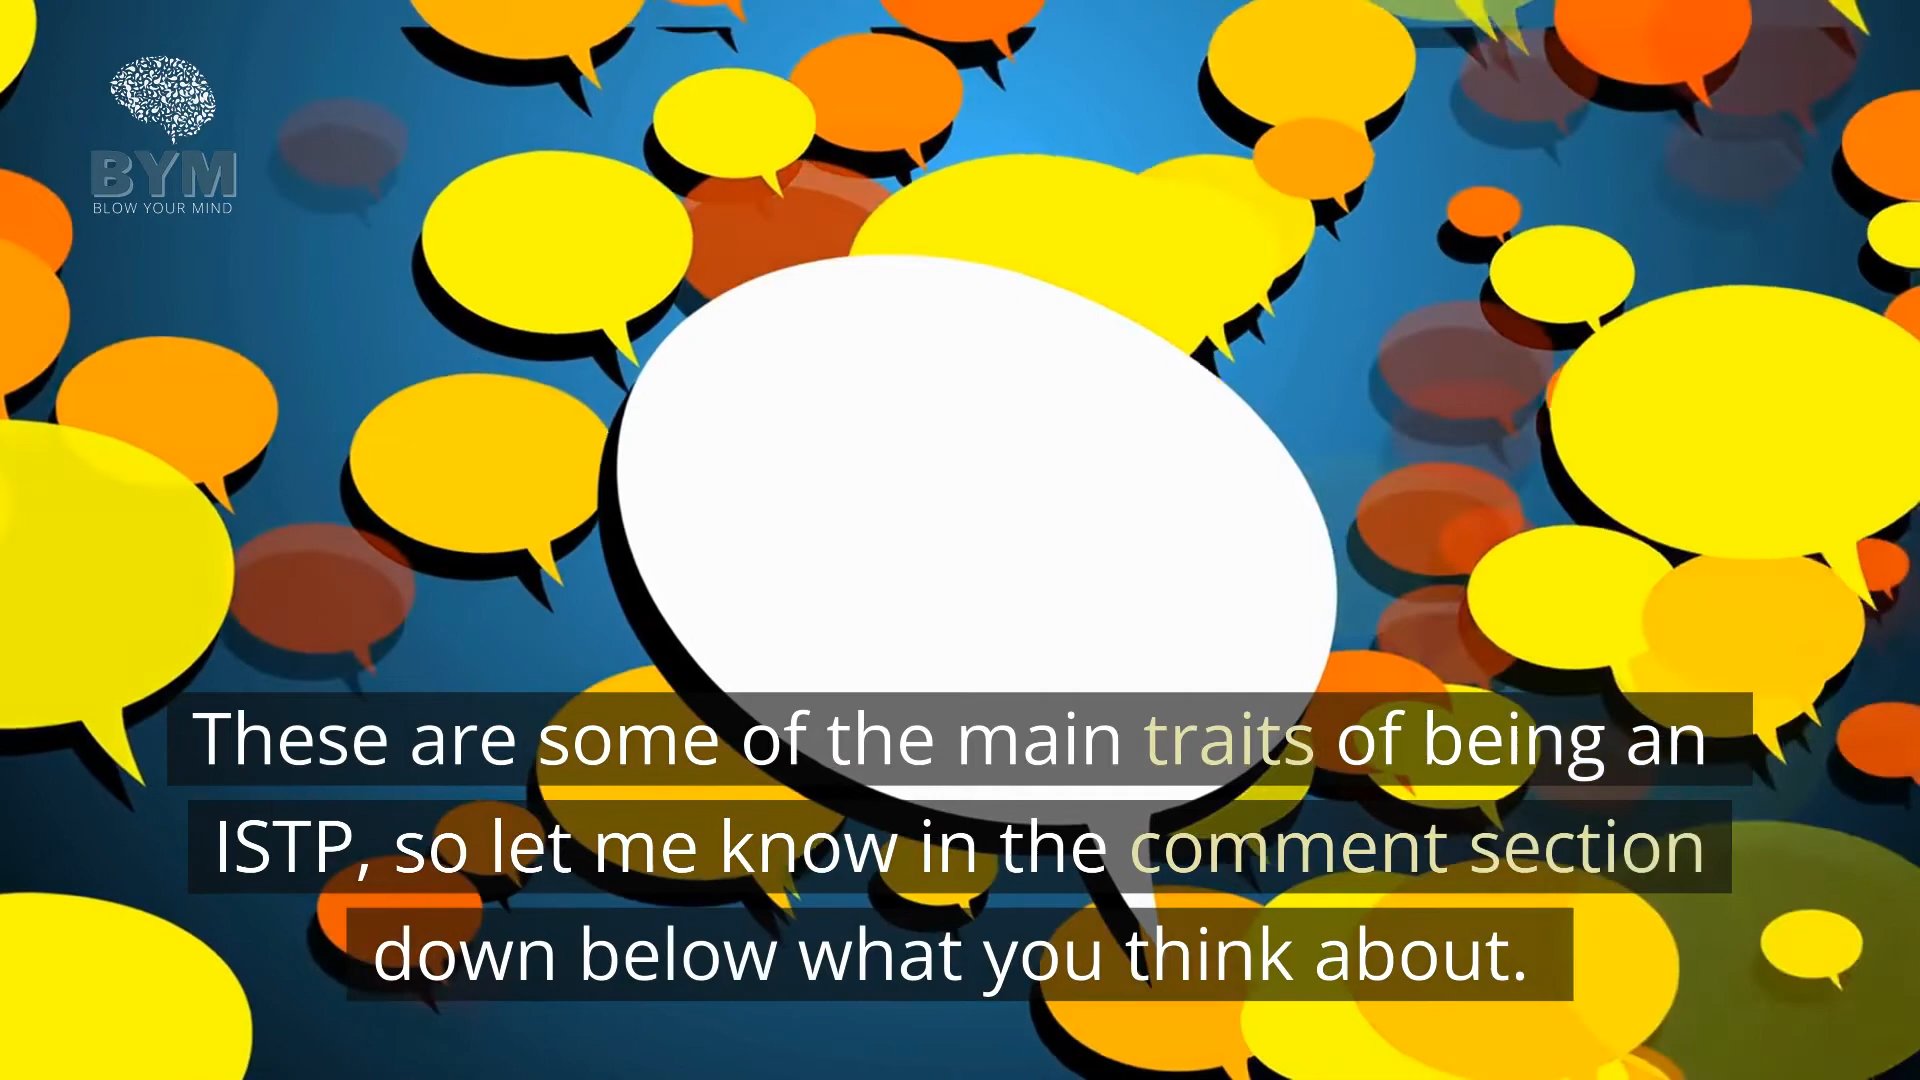 BYM
BLOW YOUR MIND
These are some of the main traits of being an
ISTP, so let me know in the comment section
down below what you think about.